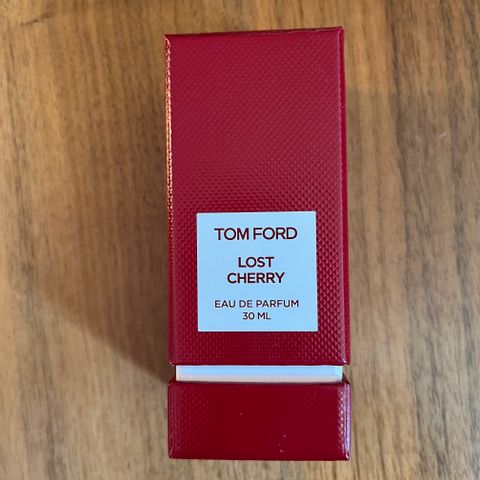 TOM FORD
LOST
CHERRY
EAU DE PARFUM
30 ML